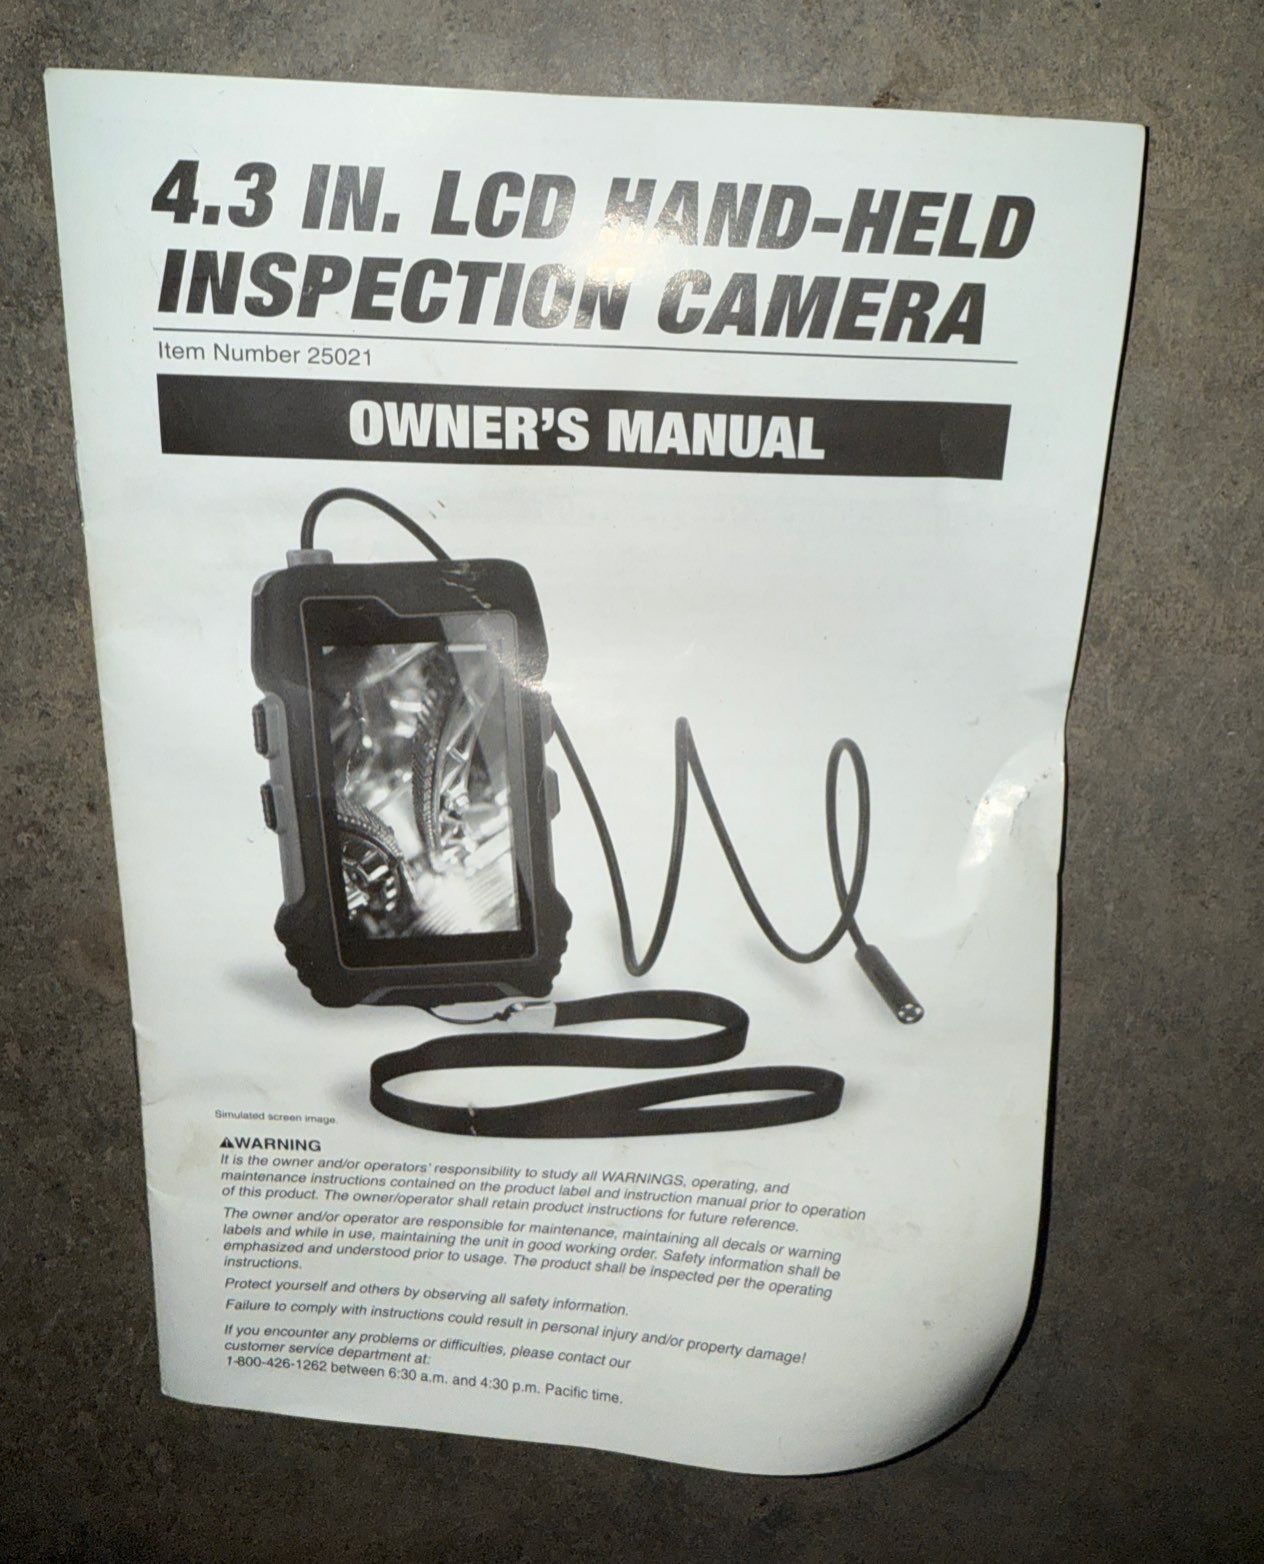 4.3 IN. LCD HAND-HELD
INSPECTION CAMERA
Item Number 25021
OWNER'S MANUAL
Simulated screen image.
⚠WARNING
It is the owner and/or operators' responsibility to study all WARNINGS, operating, and
maintenance instructions contained on the product label and instruction manual prior to operation
of this product. The owner/operator shall retain product instructions for future reference.
The owner and/or operator are responsible for maintenance, maintaining all decals or warning
labels and while in use, maintaining the unit in good working order. Safety information shall be
emphasized and understood prior to usage. The product shall be inspected per the operating
instructions.
Protect yourself and others by observing all safety information.
Failure to comply with instructions could result in personal injury and/or property damage!
If you encounter any problems or difficulties, please contact our
customer service department at:
1-800-426-1262 between 6:30 a.m. and 4:30 p.m. Pacific time.